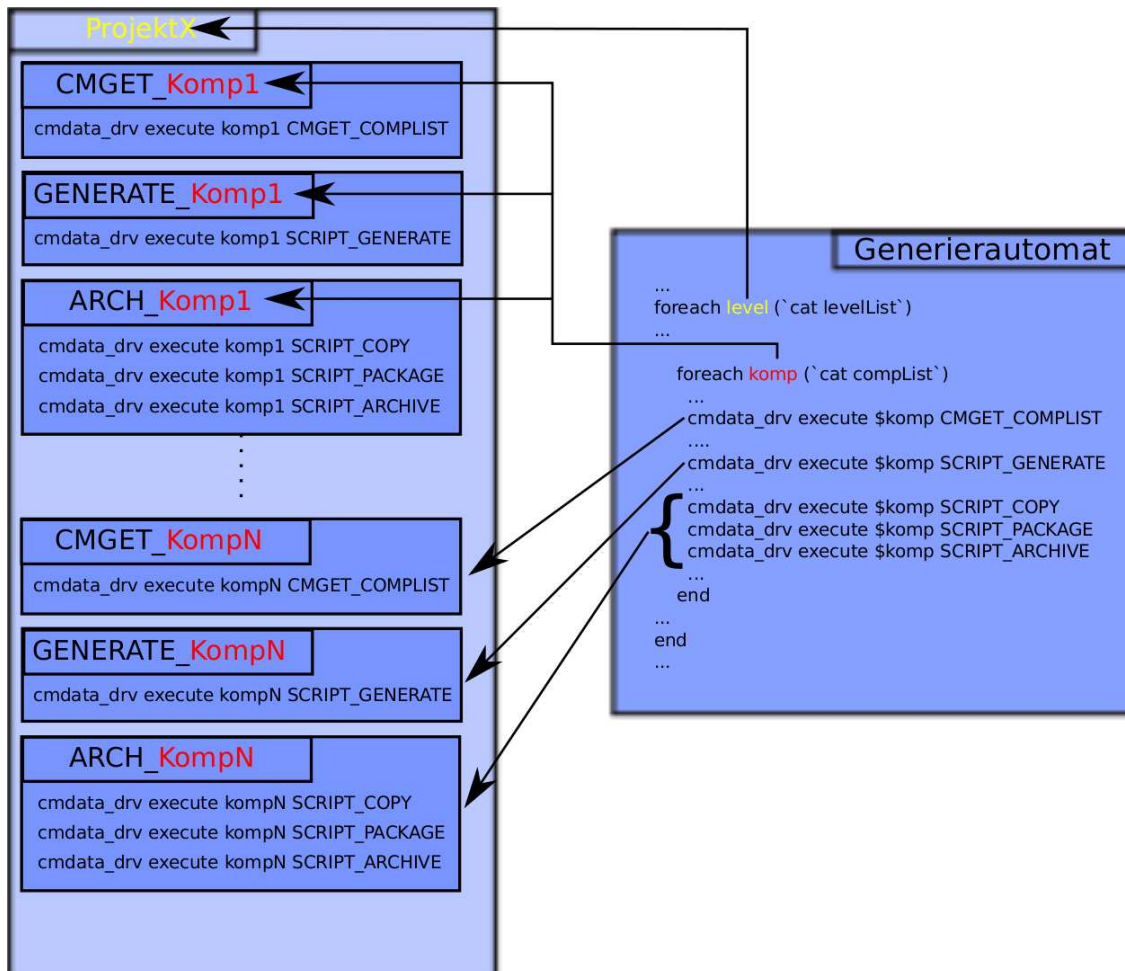 ProjektX
CMGET_Komp1
cmdata_drv execute komp1 CMGET_COMPLIST
GENERATE_Komp1
cmdata_drv execute komp1 SCRIPT_GENERATE
ARCH_Komp1
cmdata_drv execute komp1 SCRIPT_COPY
cmdata_drv execute komp1 SCRIPT_PACKAGE
cmdata_drv execute komp1 SCRIPT_ARCHIVE
CMGET_KompN
cmdata_drv execute kompN CMGET_COMPLIST
GENERATE_KompN
cmdata_drv execute kompN SCRIPT_GENERATE
ARCH_KompN
cmdata_drv execute kompN SCRIPT_COPY
cmdata_drv execute kompN SCRIPT_PACKAGE
cmdata_drv execute kompN SCRIPT_ARCHIVE
Generierautomat
...
foreach level (`cat levelList`)
...
foreach komp (`cat compList`)
...
cmdata_drv execute $komp CMGET_COMPLIST
....
cmdata_drv execute $komp SCRIPT_GENERATE
...
cmdata_drv execute $komp SCRIPT_COPY
cmdata_drv execute $komp SCRIPT_PACKAGE
cmdata_drv execute $komp SCRIPT_ARCHIVE
...
end
...
end
...